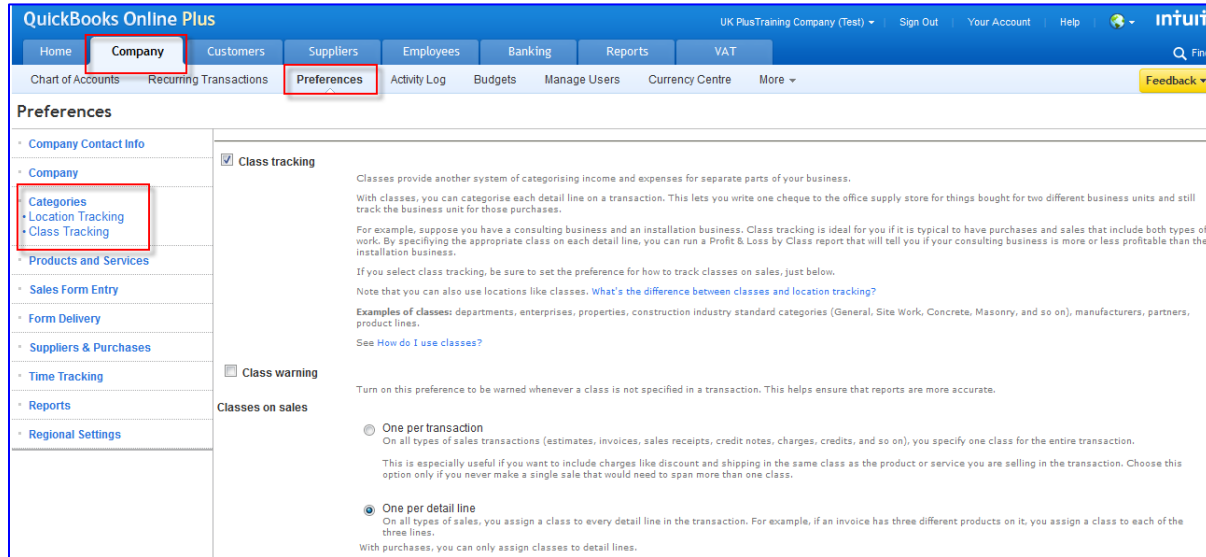 QuickBooks Online Plus
UK PlusTraining Company (Test) Sign Out Your Account Help intuit
Home Company Customers Suppliers Employees Banking Reports VAT
Chart of Accounts Recurring Transactions Preferences Activity Log Budgets Manage Users Currency Centre More Feedback
Preferences
Company Contact Info
Company
Categories
Location Tracking
Class Tracking
Products and Services
Sales Form Entry
Form Delivery
Suppliers & Purchases
Time Tracking
Reports
Regional Settings
Class tracking
Classes provide another system of categorising income and expenses for separate parts of your business.
With classes, you can categorise each detail line on a transaction. This lets you write one cheque to the office supply store for things bought for two different business units and still
track the business unit for those purchases.
For example, suppose you have a consulting business and an installation business. Class tracking is ideal for you if it is typical to have purchases and sales that include both types of
work. By specifiying the appropriate class on each detail line, you can run a Profit & Loss by Class report that will tell you if your consulting business is more or less profitable than the
installation business.
If you select class tracking, be sure to set the preference for how to track classes on sales, just below.
Note that you can also use locations like classes. What's the difference between classes and location tracking?
Examples of classes: departments, enterprises, properties, construction industry standard categories (General, Site Work, Concrete, Masonry, and so on), manufacturers, partners,
product lines.
See How do I use classes?
Class warning
Turn on this preference to be warned whenever a class is not specified in a transaction. This helps ensure that reports are more accurate.
Classes on sales
One per transaction
On all types of sales transactions (estimates, invoices, sales receipts, credit notes, charges, credits, and so on), you specify one class for the entire transaction.
This is especially useful if you want to include charges like discount and shipping in the same class as the product or service you are selling in the transaction. Choose this
option only if you never make a single sale that would need to span more than one class.
One per detail line
On all types of sales, you assign a class to every detail line in the transaction. For example, if an invoice has three different products on it, you assign a class to each of the
three lines.
With purchases, you can only assign classes to detail lines.